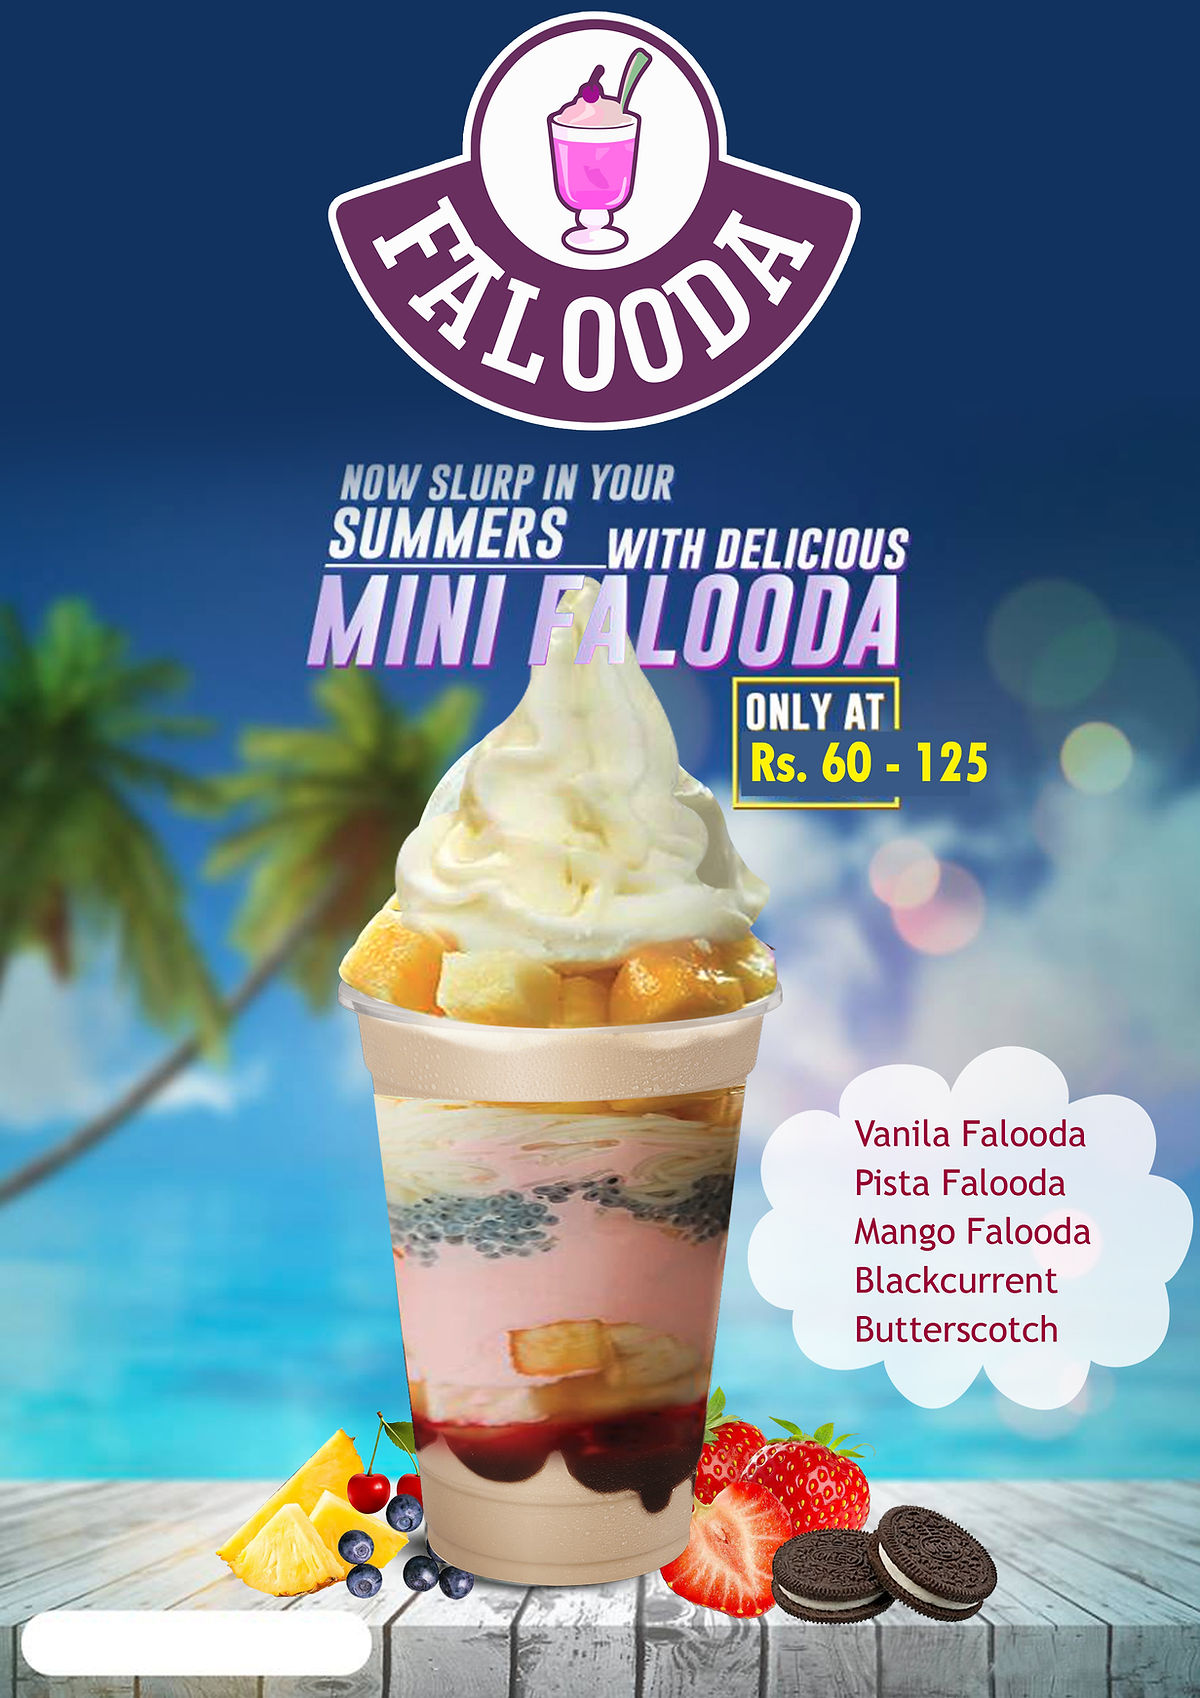 FALOODA
NOW SLURP IN YOUR
SUMMERS WITH DELICIOUS
MINI FALOODA
ONLY AT
Rs. 60 - 125
Vanila Falooda
Pista Falooda
Mango Falooda
Blackcurrent
Butterscotch